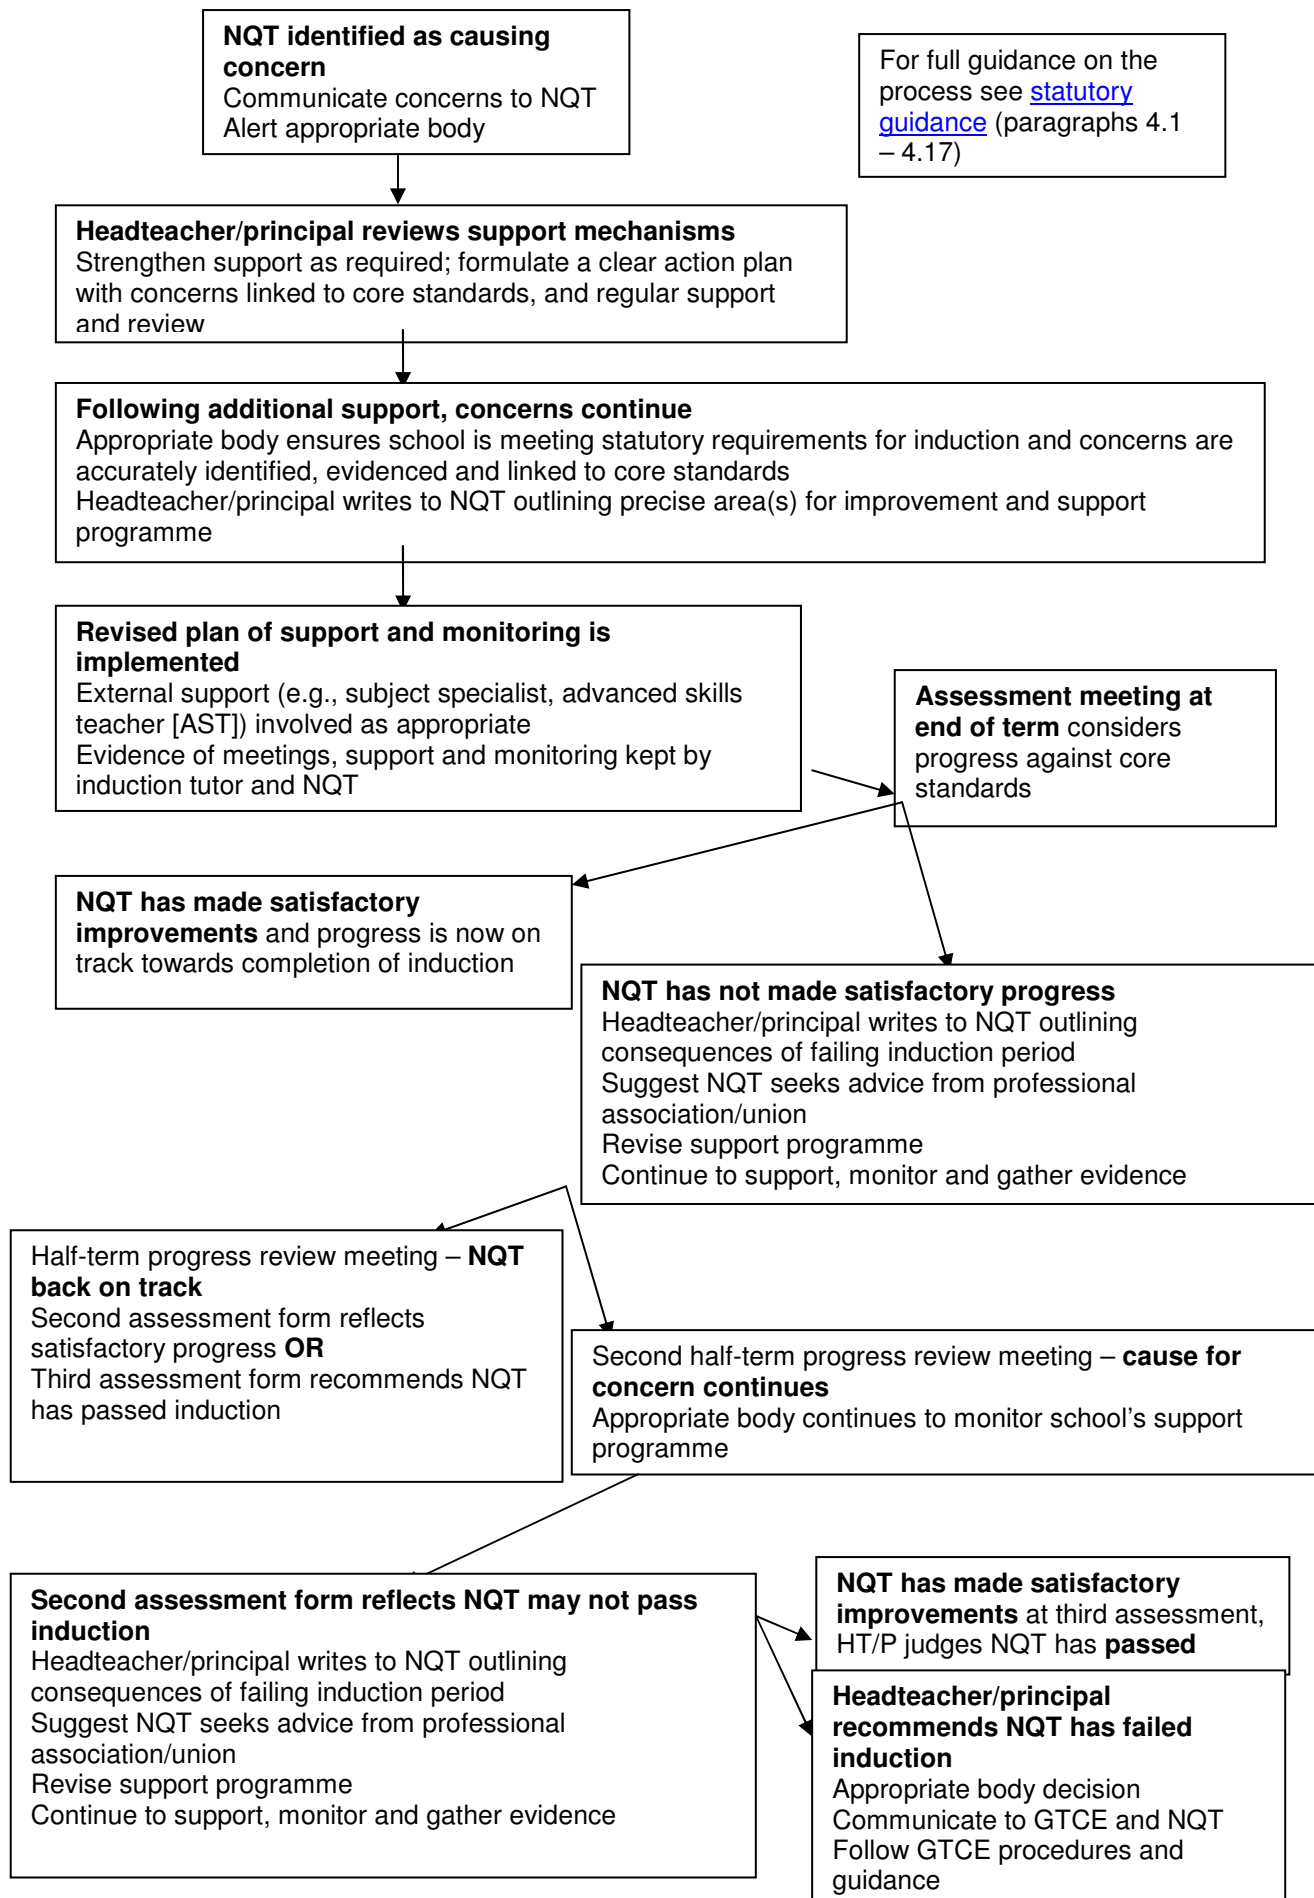 NQT identified as causing
concern
Communicate concerns to NQT
Alert appropriate body
For full guidance on the
process see statutory
guidance (paragraphs 4.1
– 4.17)
Headteacher/principal reviews support mechanisms
Strengthen support as required; formulate a clear action plan
with concerns linked to core standards, and regular support
and review
Following additional support, concerns continue
Appropriate body ensures school is meeting statutory requirements for induction and concerns are
accurately identified, evidenced and linked to core standards
Headteacher/principal writes to NQT outlining precise area(s) for improvement and support
programme
Revised plan of support and monitoring is
implemented
External support (e.g., subject specialist, advanced skills
teacher [AST]) involved as appropriate
Evidence of meetings, support and monitoring kept by
induction tutor and NQT
Assessment meeting at
end of term considers
progress against core
standards
NQT has made satisfactory
improvements and progress is now on
track towards completion of induction
NQT has not made satisfactory progress
Headteacher/principal writes to NQT outlining
consequences of failing induction period
Suggest NQT seeks advice from professional
association/union
Revise support programme
Continue to support, monitor and gather evidence
Half-term progress review meeting – NQT
back on track
Second assessment form reflects
satisfactory progress OR
Third assessment form recommends NQT
has passed induction
Second half-term progress review meeting – cause for
concern continues
Appropriate body continues to monitor school's support
programme
Second assessment form reflects NQT may not pass
induction
Headteacher/principal writes to NQT outlining
consequences of failing induction period
Suggest NQT seeks advice from professional
association/union
Revise support programme
Continue to support, monitor and gather evidence
NQT has made satisfactory
improvements at third assessment,
HT/P judges NQT has passed
Headteacher/principal
recommends NQT has failed
induction
Appropriate body decision
Communicate to GTCE and NQT
Follow GTCE procedures and
guidance